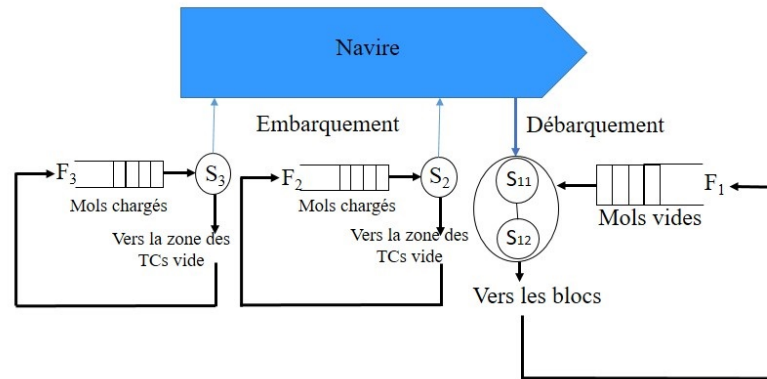 Navire
Embarquement
Débarquement
F3
S3
Mols chargés
Vers la zone des
TCs vide
F2
S2
Mols chargés
Vers la zone des
TCs vide
S11
S12
F1
Mols vides
Vers les blocs